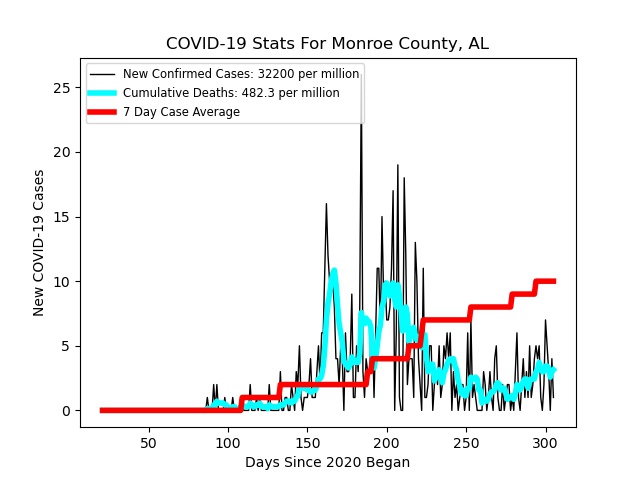 COVID-19 Stats For Monroe County, AL
New Confirmed Cases: 32200 per million
Cumulative Deaths: 482.3 per million
7 Day Case Average
New COVID-19 Cases
25
20
15
10
5
0
50 100 150 200 250 300
Days Since 2020 Began